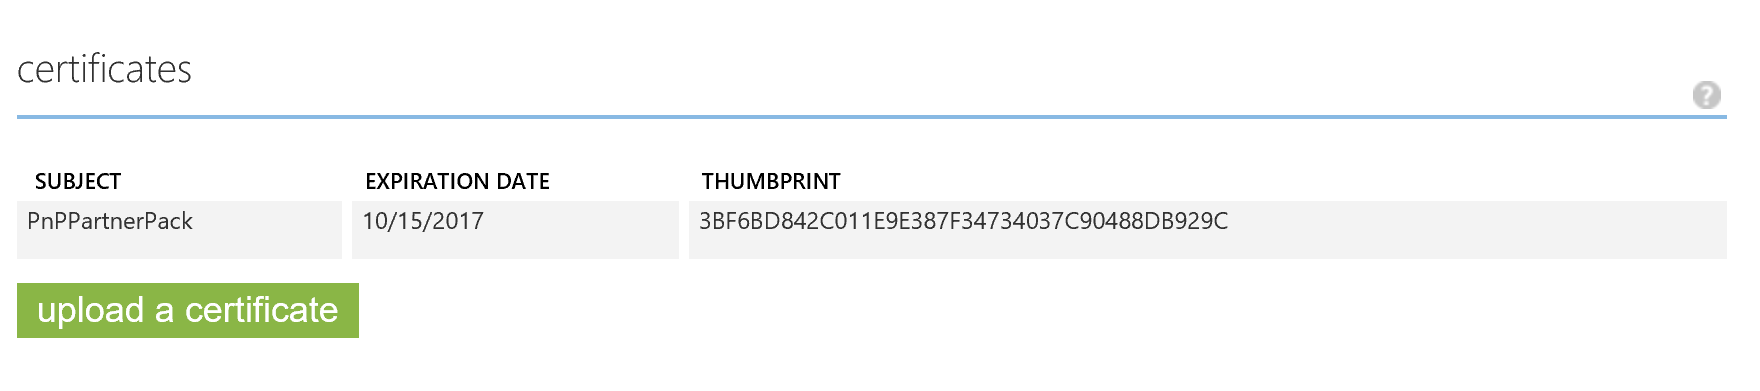 certificates
?
SUBJECT EXPIRATION DATE THUMBPRINT
PnPPartnerPack 10/15/2017 3BF6BD842C011E9E387F34734037C90488DB929C
upload a certificate